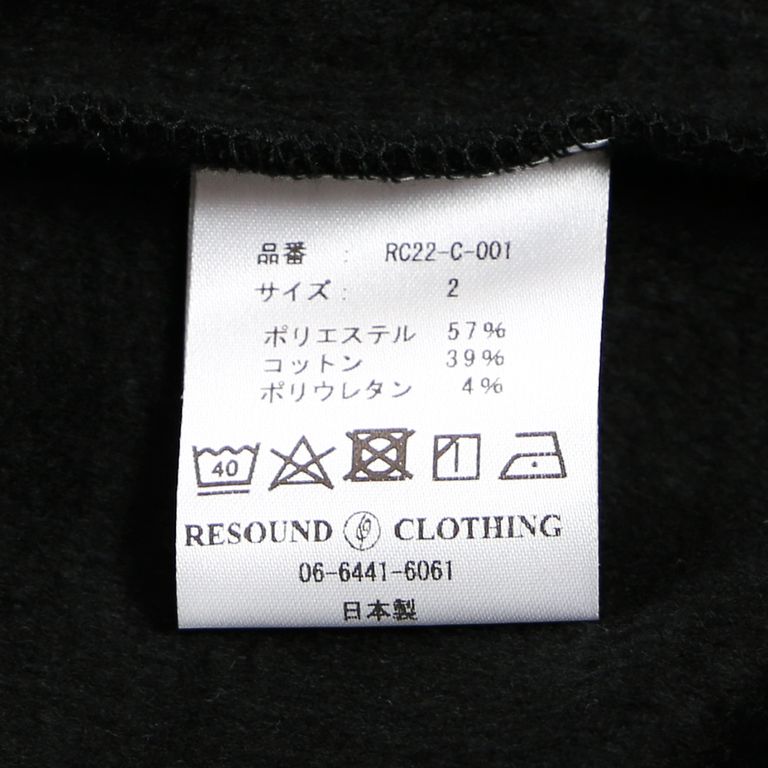 品番 : RC22-C-001
サイズ : 2
ポリエステル 57%
コットン 39%
ポリウレタン 4%
40
RESOUND CLOTHING
06-6441-6061
日本製